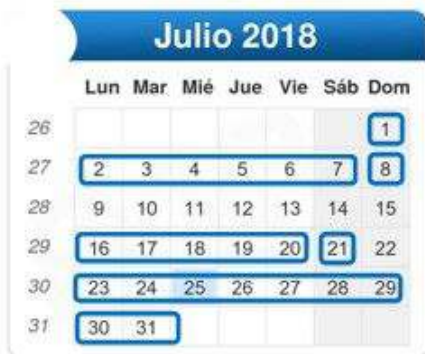 Julio 2018
Lun Mar Mié Jue Vie Sáb Dom
26 1
27 2 3 4 5 6 7 8
28 9 10 11 12 13 14 15
29 16 17 18 19 20 21 22
30 23 24 25 26 27 28 29
31 30 31